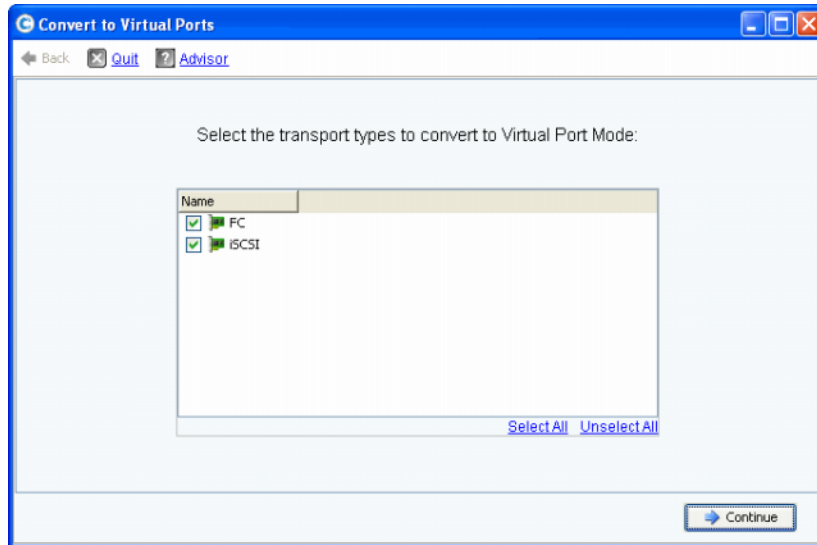 Convert to Virtual Ports
Back Quit Advisor
Select the transport types to convert to Virtual Port Mode:
Name
FC
iSCSI
Select All Unselect All
Continue